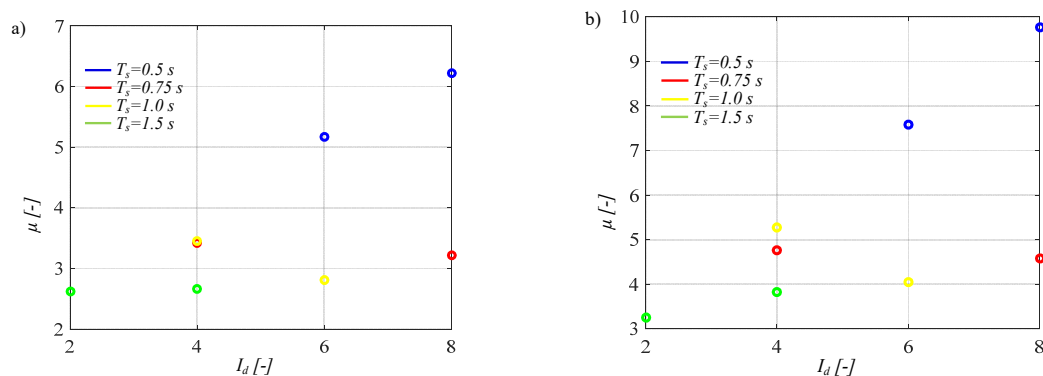 a)
7
6
5
4
3
2
μ [-]
T_s=0.5 s
T_s=0.75 s
T_s=1.0 s
T_s=1.5 s
2 4 6 8
I_d [-]
b)
10
9
8
7
6
5
4
3
μ [-]
T_s=0.5 s
T_s=0.75 s
T_s=1.0 s
T_s=1.5 s
2 4 6 8
I_d [-]